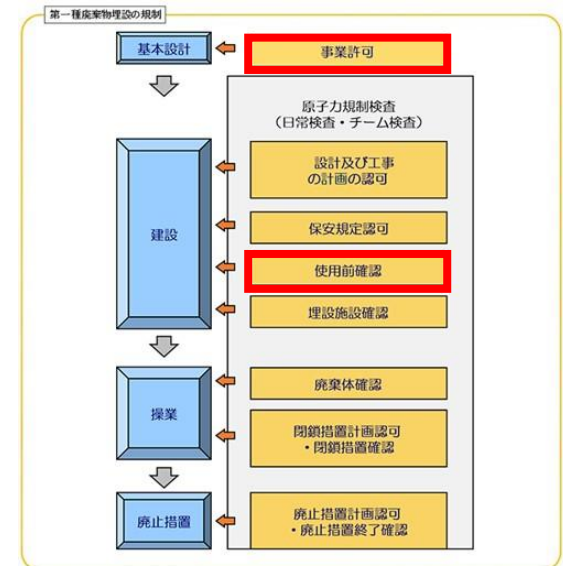 第一種廃棄物埋設の規制
基本設計
事業許可
原子力規制検査
（日常検査・チーム検査）
設計及び工事
の計画の認可
建設
保安規定認可
使用前確認
埋設施設確認
廃棄体確認
操業
閉鎖措置計画認可
・閉鎖措置確認
廃止措置
廃止措置計画認可
・廃止措置終了確認